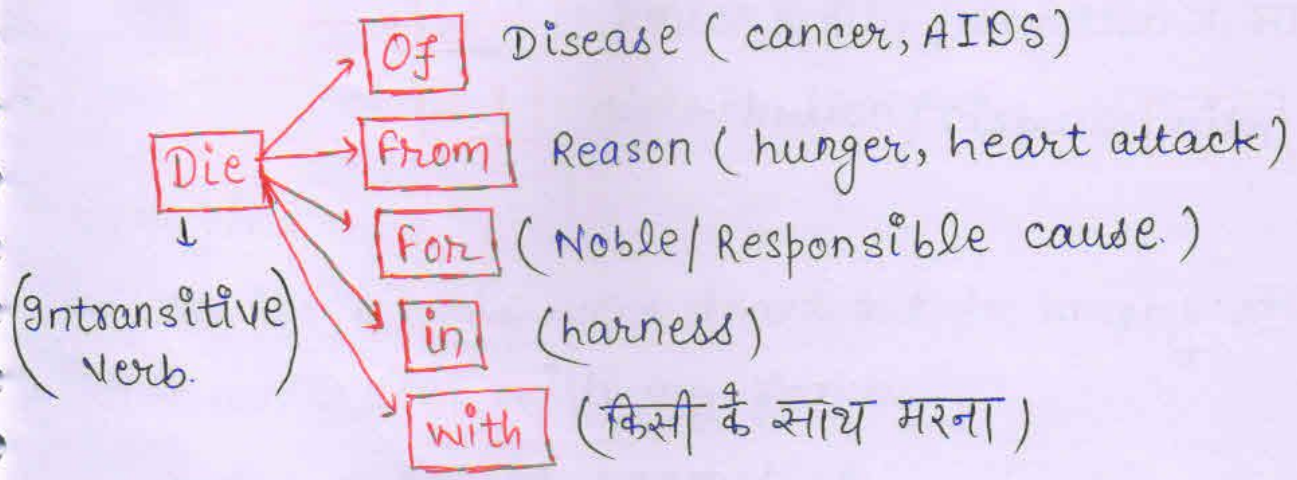 Of Disease (cancer, AIDS)
From Reason (hunger, heart attack)
Die
For (Noble/Responsible cause.)
(Intransitive Verb.)
in (harness)
with (किसी के साथ मरना)